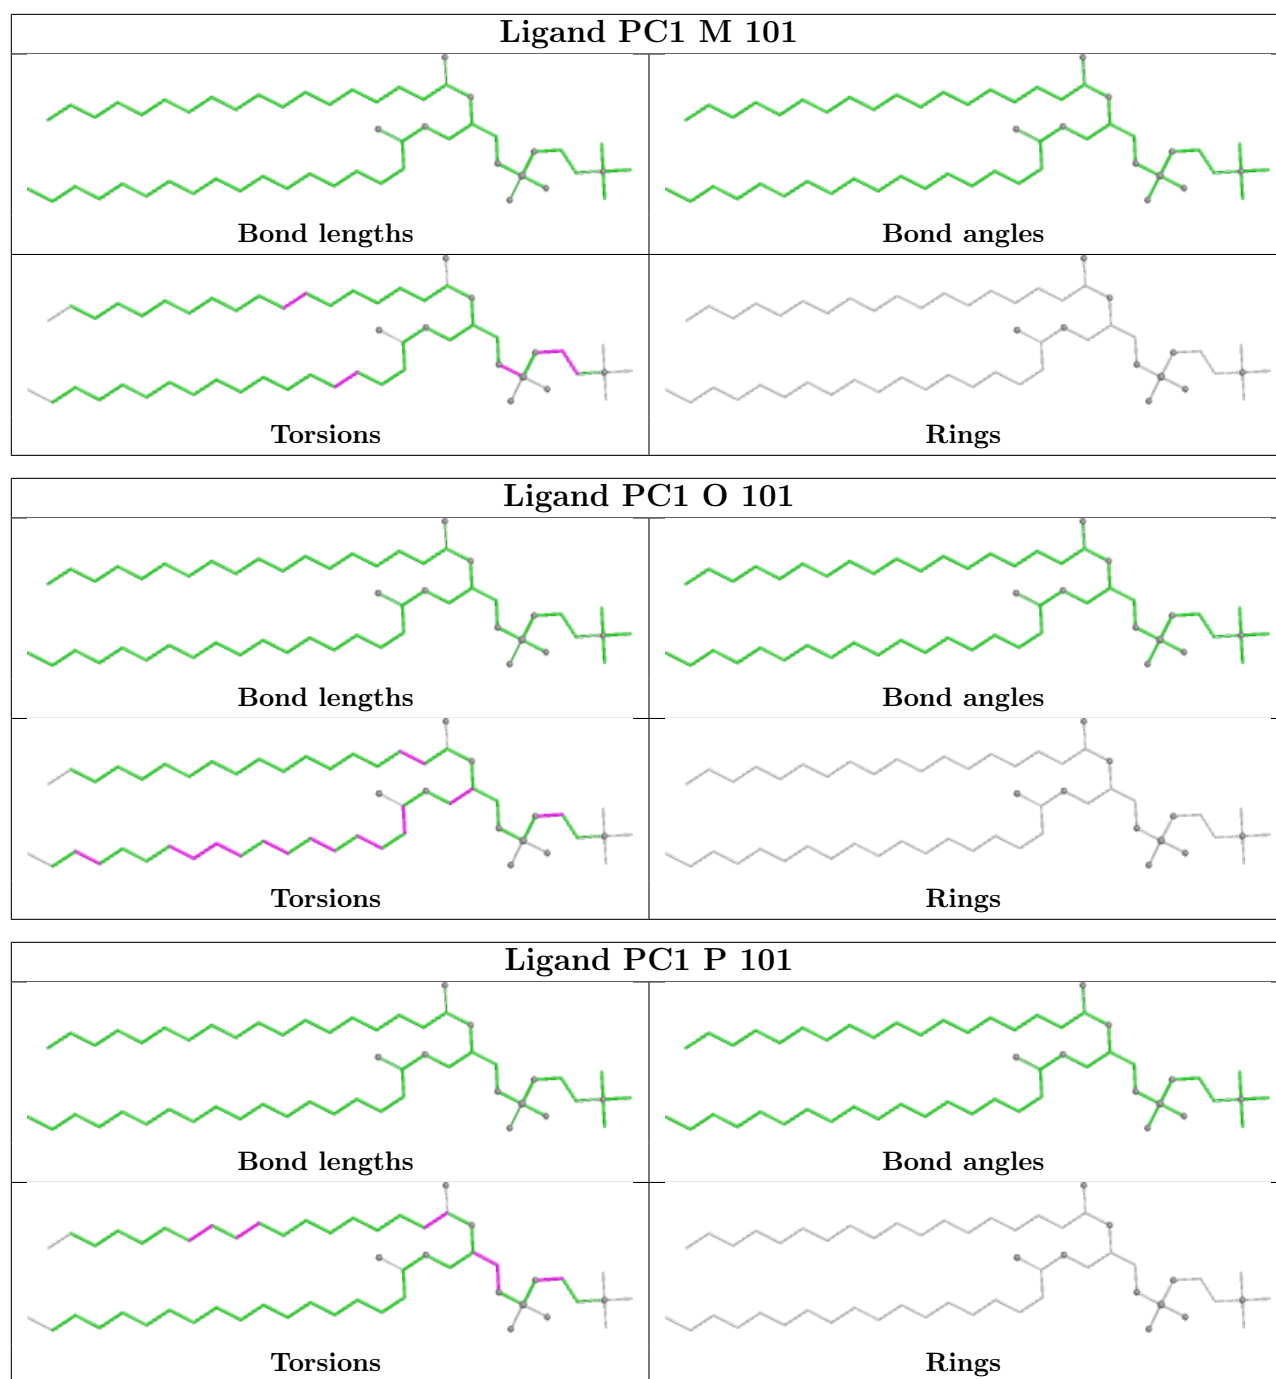 Ligand PC1 M 101
Bond lengths
Bond angles
Torsions
Rings
Ligand PC1 O 101
Bond lengths
Bond angles
Torsions
Rings
Ligand PC1 P 101
Bond lengths
Bond angles
Torsions
Rings